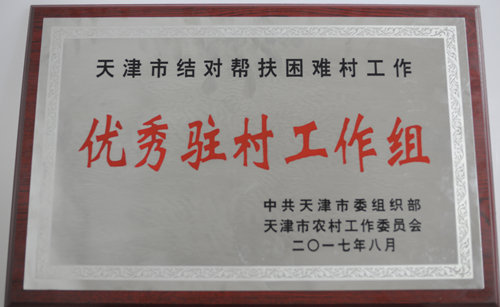 天津市结对帮扶困难村工作
优秀驻村工作组
中共天津市委组织部
天津市农村工作委员会
二〇一七年八月